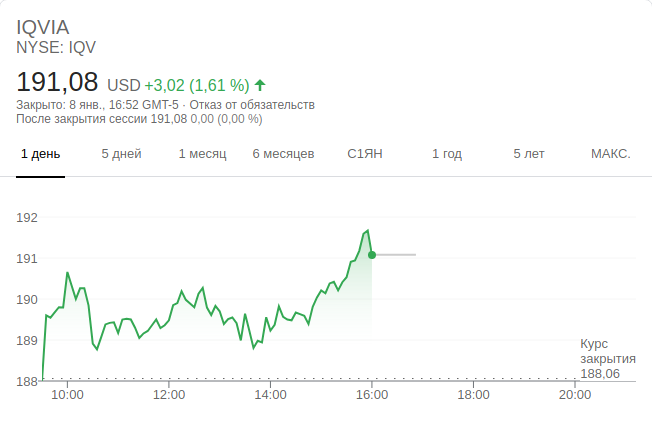 IQVIA
NYSE: IQV
191,08 USD +3,02 (1,61 %)
Закрыто: 8 янв., 16:52 GMT-5 · Отказ от обязательств
После закрытия сессии 191,08 0,00 (0,00 %)
1 день 5 дней 1 месяц 6 месяцев С1ЯН 1 год 5 лет МАКС.
192
191
190
189
188
Курс
закрытия
188,06
10:00 12:00 14:00 16:00 18:00 20:00